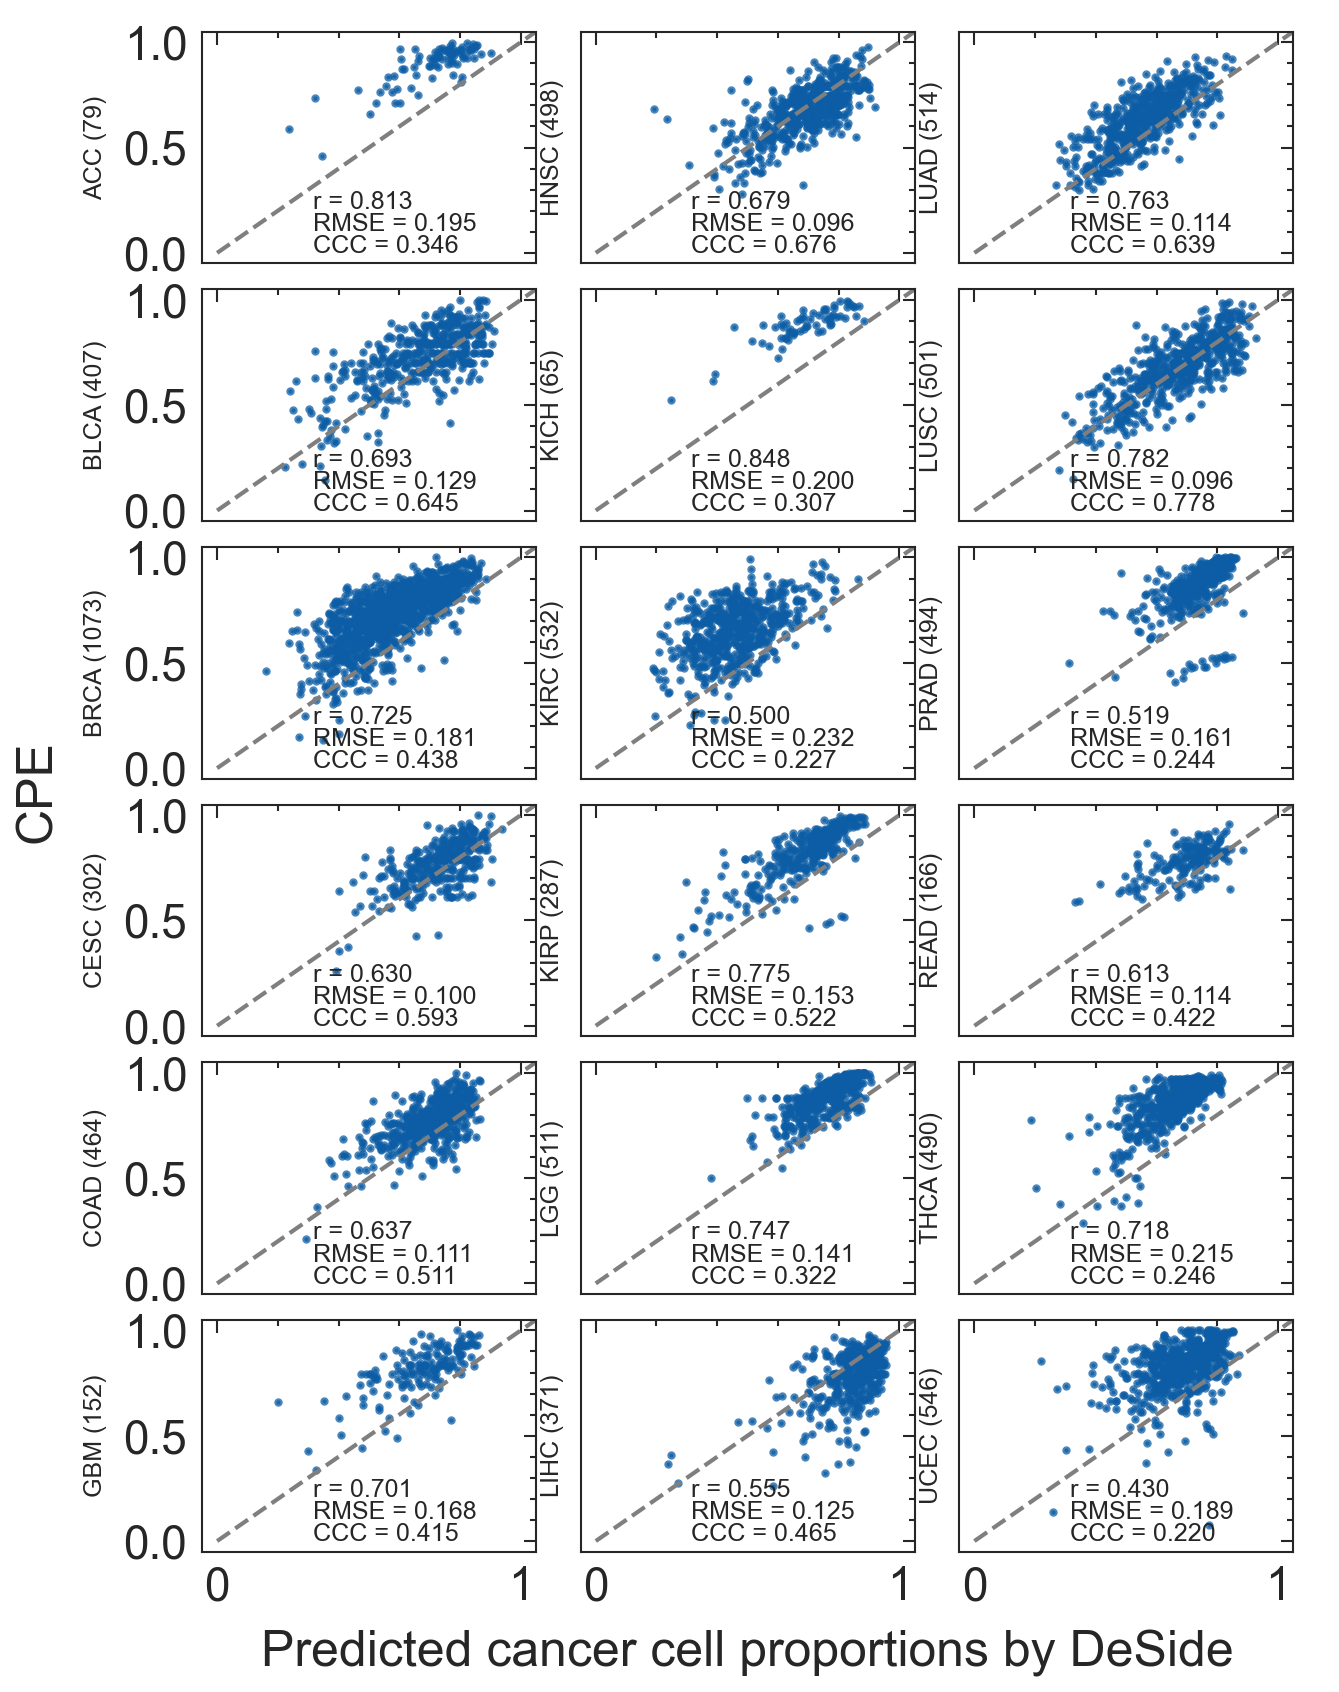 CPE
ACC (79)
1.0
0.5
0.0
r = 0.813
RMSE = 0.195
CCC = 0.346
HNSC (498)
r = 0.679
RMSE = 0.096
CCC = 0.676
LUAD (514)
r = 0.763
RMSE = 0.114
CCC = 0.639
BLCA (407)
1.0
0.5
0.0
r = 0.693
RMSE = 0.129
CCC = 0.645
KICH (65)
r = 0.848
RMSE = 0.200
CCC = 0.307
LUSC (501)
r = 0.782
RMSE = 0.096
CCC = 0.778
BRCA (1073)
1.0
0.5
0.0
r = 0.725
RMSE = 0.181
CCC = 0.438
KIRC (532)
r = 0.500
RMSE = 0.232
CCC = 0.227
PRAD (494)
r = 0.519
RMSE = 0.161
CCC = 0.244
CESC (302)
1.0
0.5
0.0
r = 0.630
RMSE = 0.100
CCC = 0.593
KIRP (287)
r = 0.775
RMSE = 0.153
CCC = 0.522
READ (166)
r = 0.613
RMSE = 0.114
CCC = 0.422
COAD (464)
1.0
0.5
0.0
r = 0.637
RMSE = 0.111
CCC = 0.511
LGG (511)
r = 0.747
RMSE = 0.141
CCC = 0.322
THCA (490)
r = 0.718
RMSE = 0.215
CCC = 0.246
GBM (152)
1.0
0.5
0.0
r = 0.701
RMSE = 0.168
CCC = 0.415
LIHC (371)
r = 0.555
RMSE = 0.125
CCC = 0.465
UCEC (546)
r = 0.430
RMSE = 0.189
CCC = 0.220
0 1 0 1 0 1
Predicted cancer cell proportions by DeSide